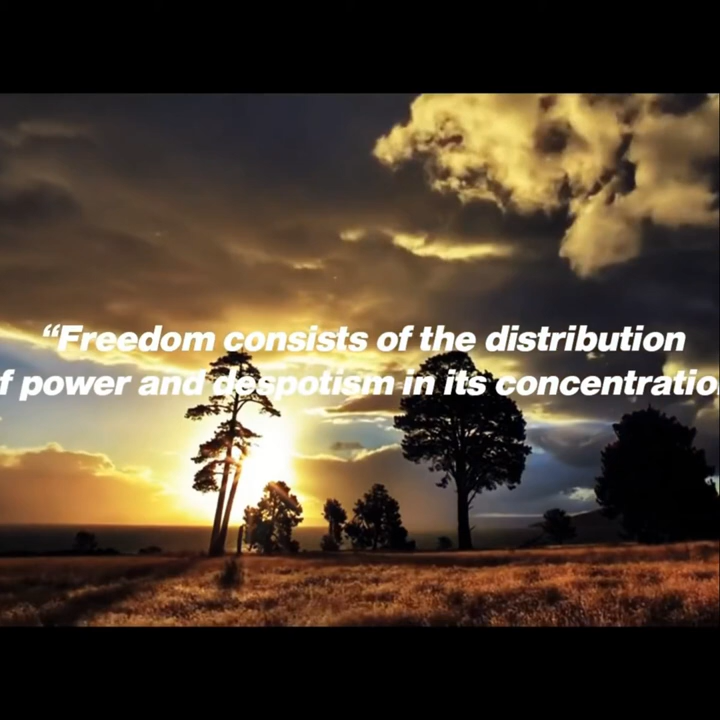 “Freedom consists of the distribution
f power and despotism in its concentratio